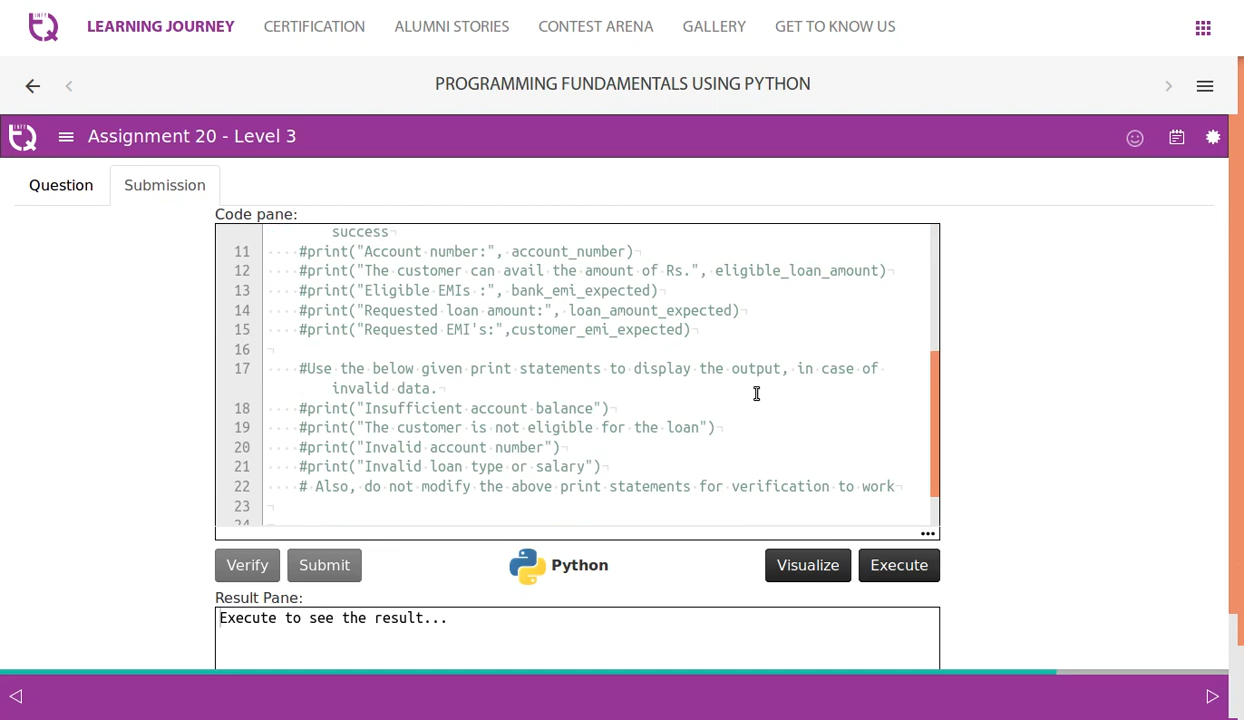 LEARNING JOURNEY CERTIFICATION ALUMNI STORIES CONTEST ARENA GALLERY GET TO KNOW US
PROGRAMMING FUNDAMENTALS USING PYTHON
Assignment 20 - Level 3
Question Submission
Code pane:
success
11 #print("Account number:", account_number)
12 #print("The customer can avail the amount of Rs.", eligible_loan_amount)
13 #print("Eligible EMIs :", bank_emi_expected)
14 #print("Requested loan amount:", loan_amount_expected)
15 #print("Requested EMI's:",customer_emi_expected)
16
17 #Use the below given print statements to display the output, in case of
invalid data.
18 #print("Insufficient account balance")
19 #print("The customer is not eligible for the loan")
20 #print("Invalid account number")
21 #print("Invalid loan type or salary")
22 # Also, do not modify the above print statements for verification to work
23
24
Verify Submit Python Visualize Execute
Result Pane:
Execute to see the result...